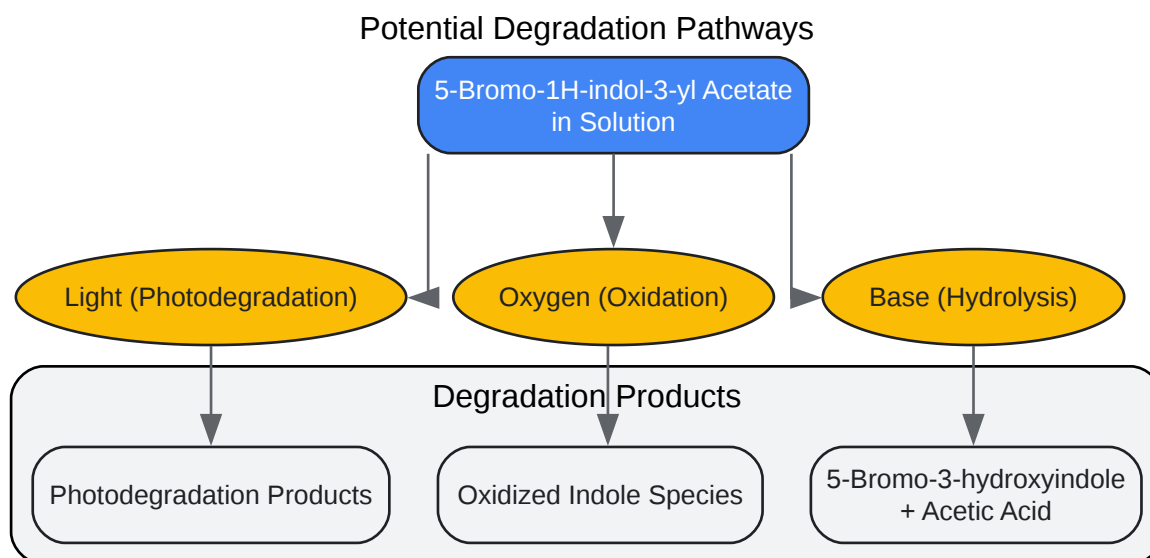 Potential Degradation Pathways
5-Bromo-1H-indol-3-yl Acetate
in Solution
Light (Photodegradation)
Oxygen (Oxidation)
Base (Hydrolysis)
Degradation Products
Photodegradation Products
Oxidized Indole Species
5-Bromo-3-hydroxyindole
+ Acetic Acid